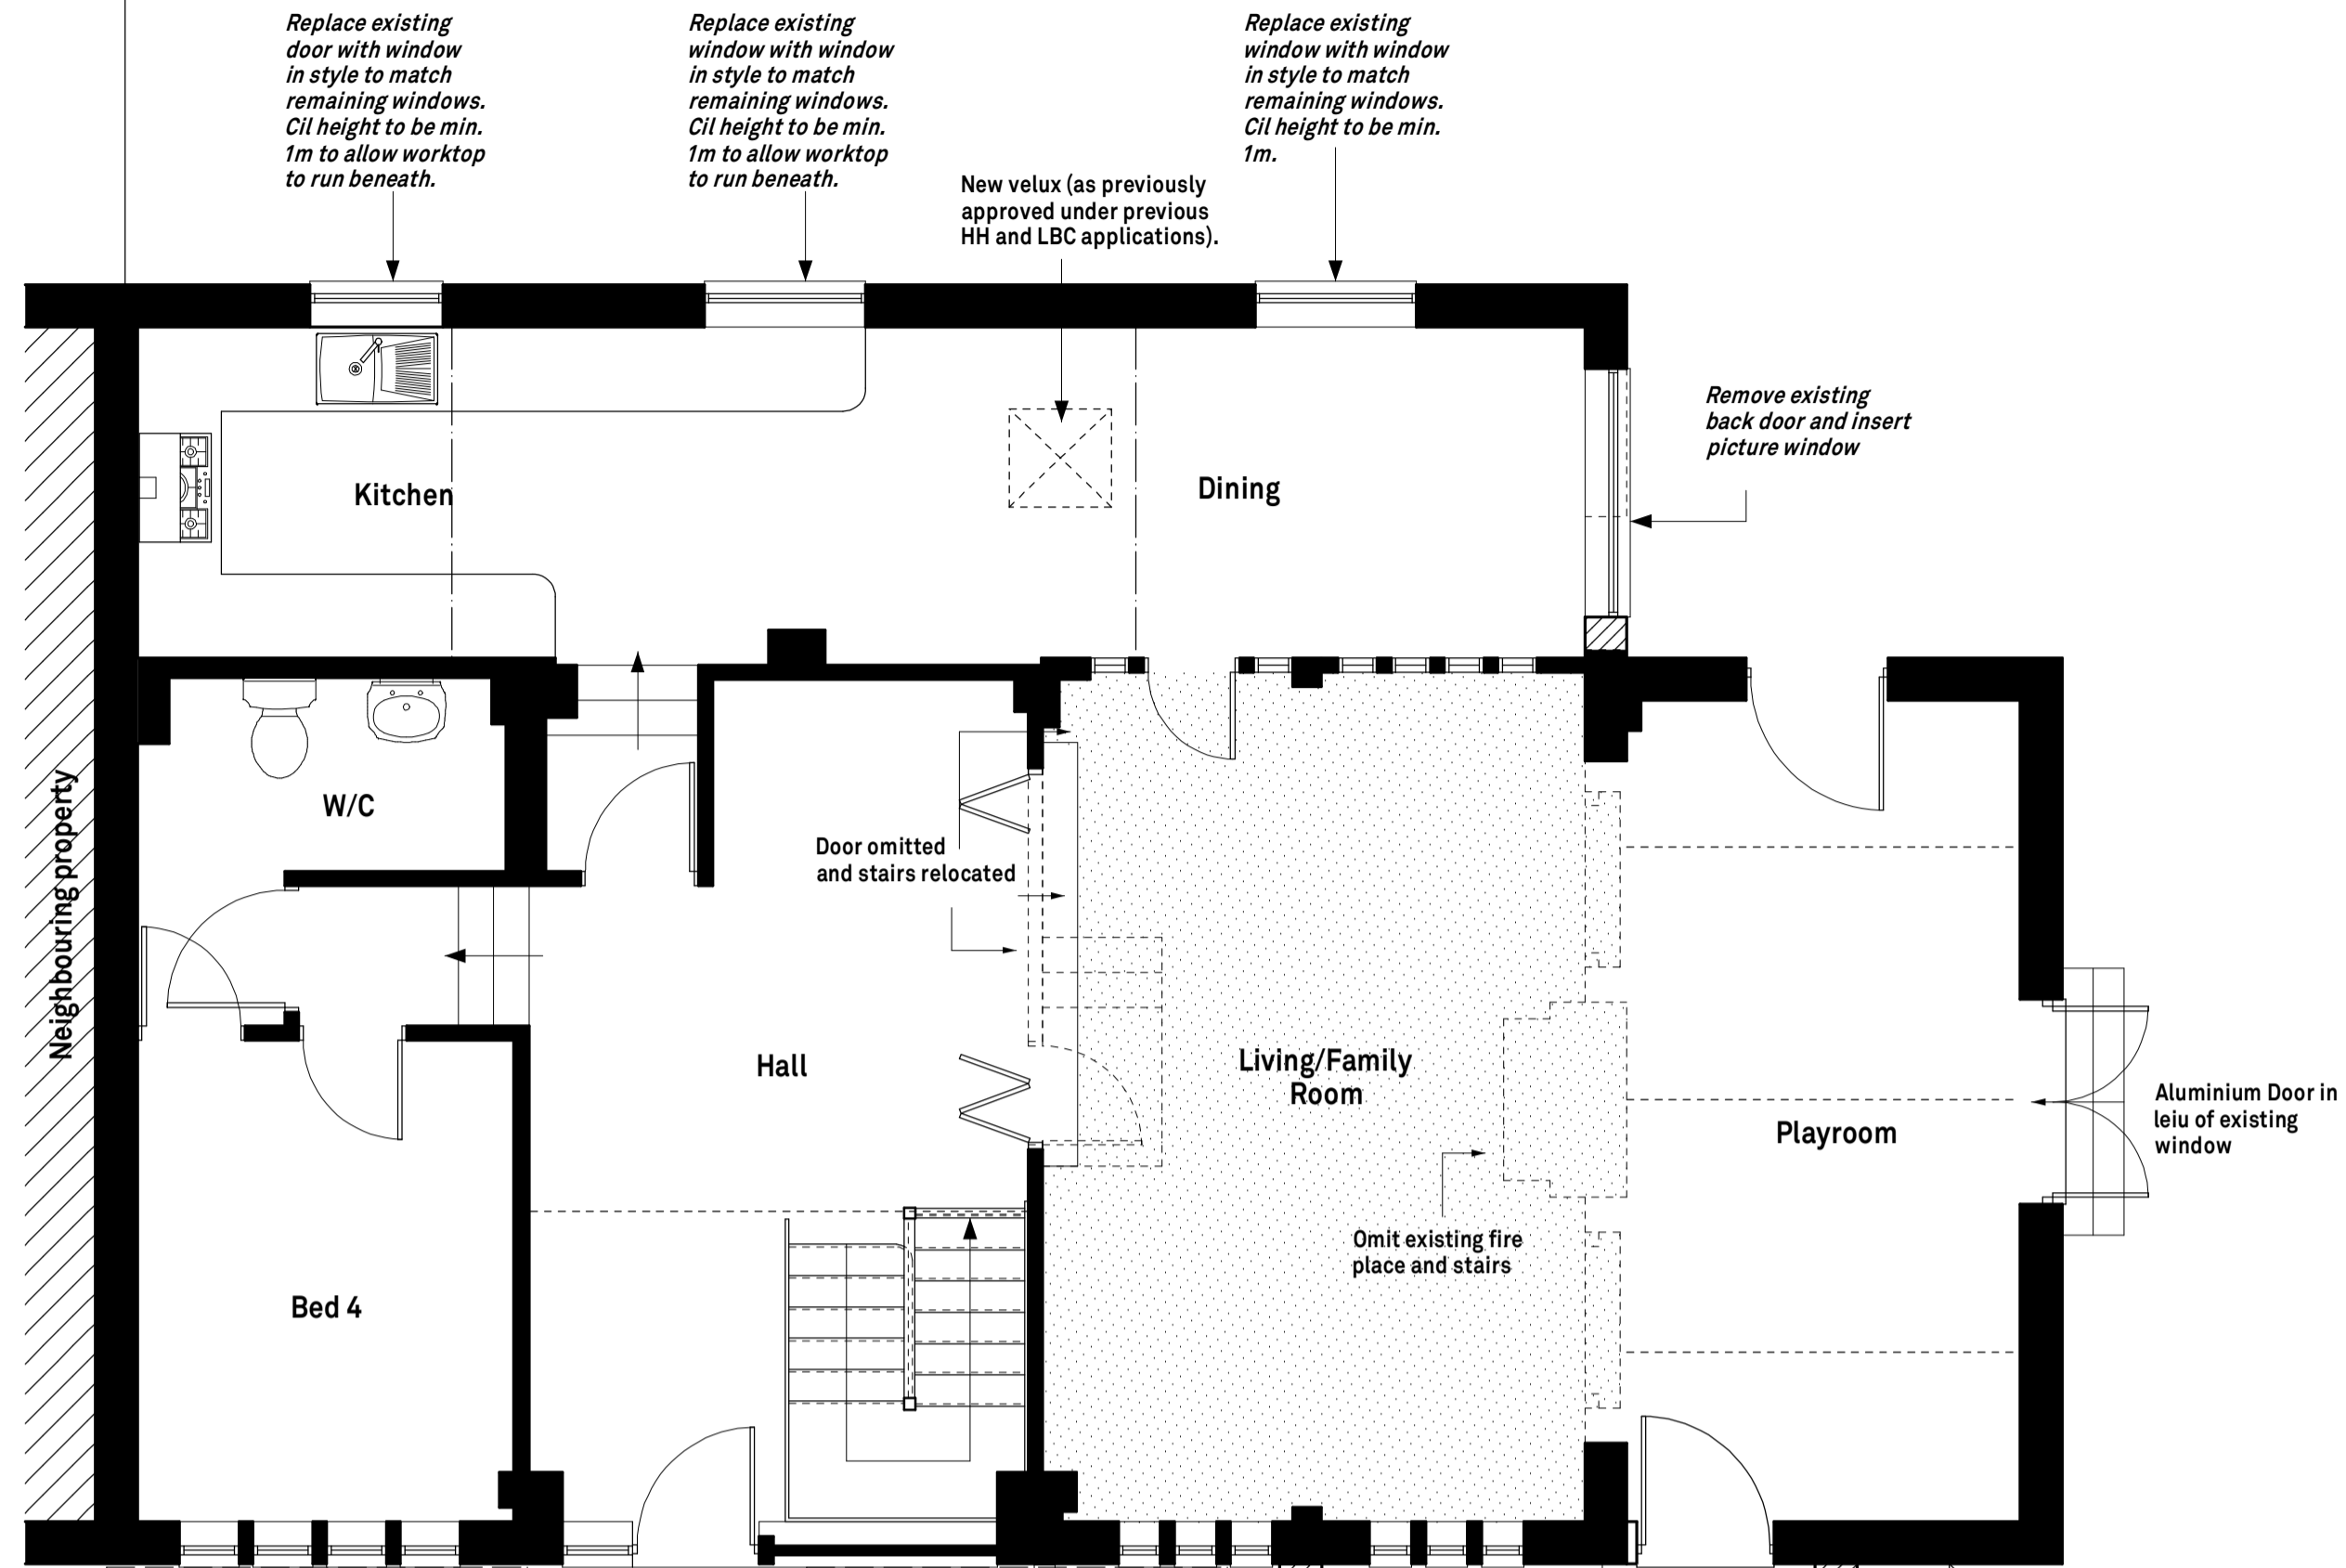 Replace existing
door with window
in style to match
remaining windows.
Cil height to be min.
1m to allow worktop
to run beneath.
Replace existing
window with window
in style to match
remaining windows.
Cil height to be min.
1m to allow worktop
to run beneath.
New velux (as previously
approved under previous
HH and LBC applications).
Replace existing
window with window
in style to match
remaining windows.
Cil height to be min.
1m.
Remove existing
back door and insert
picture window
Kitchen
Dining
Neighbouring property
W/C
Door omitted
and stairs relocated
Hall
Living/Family
Room
Playroom
Aluminium Door in
leiu of existing
window
Omit existing fire
place and stairs
Bed 4